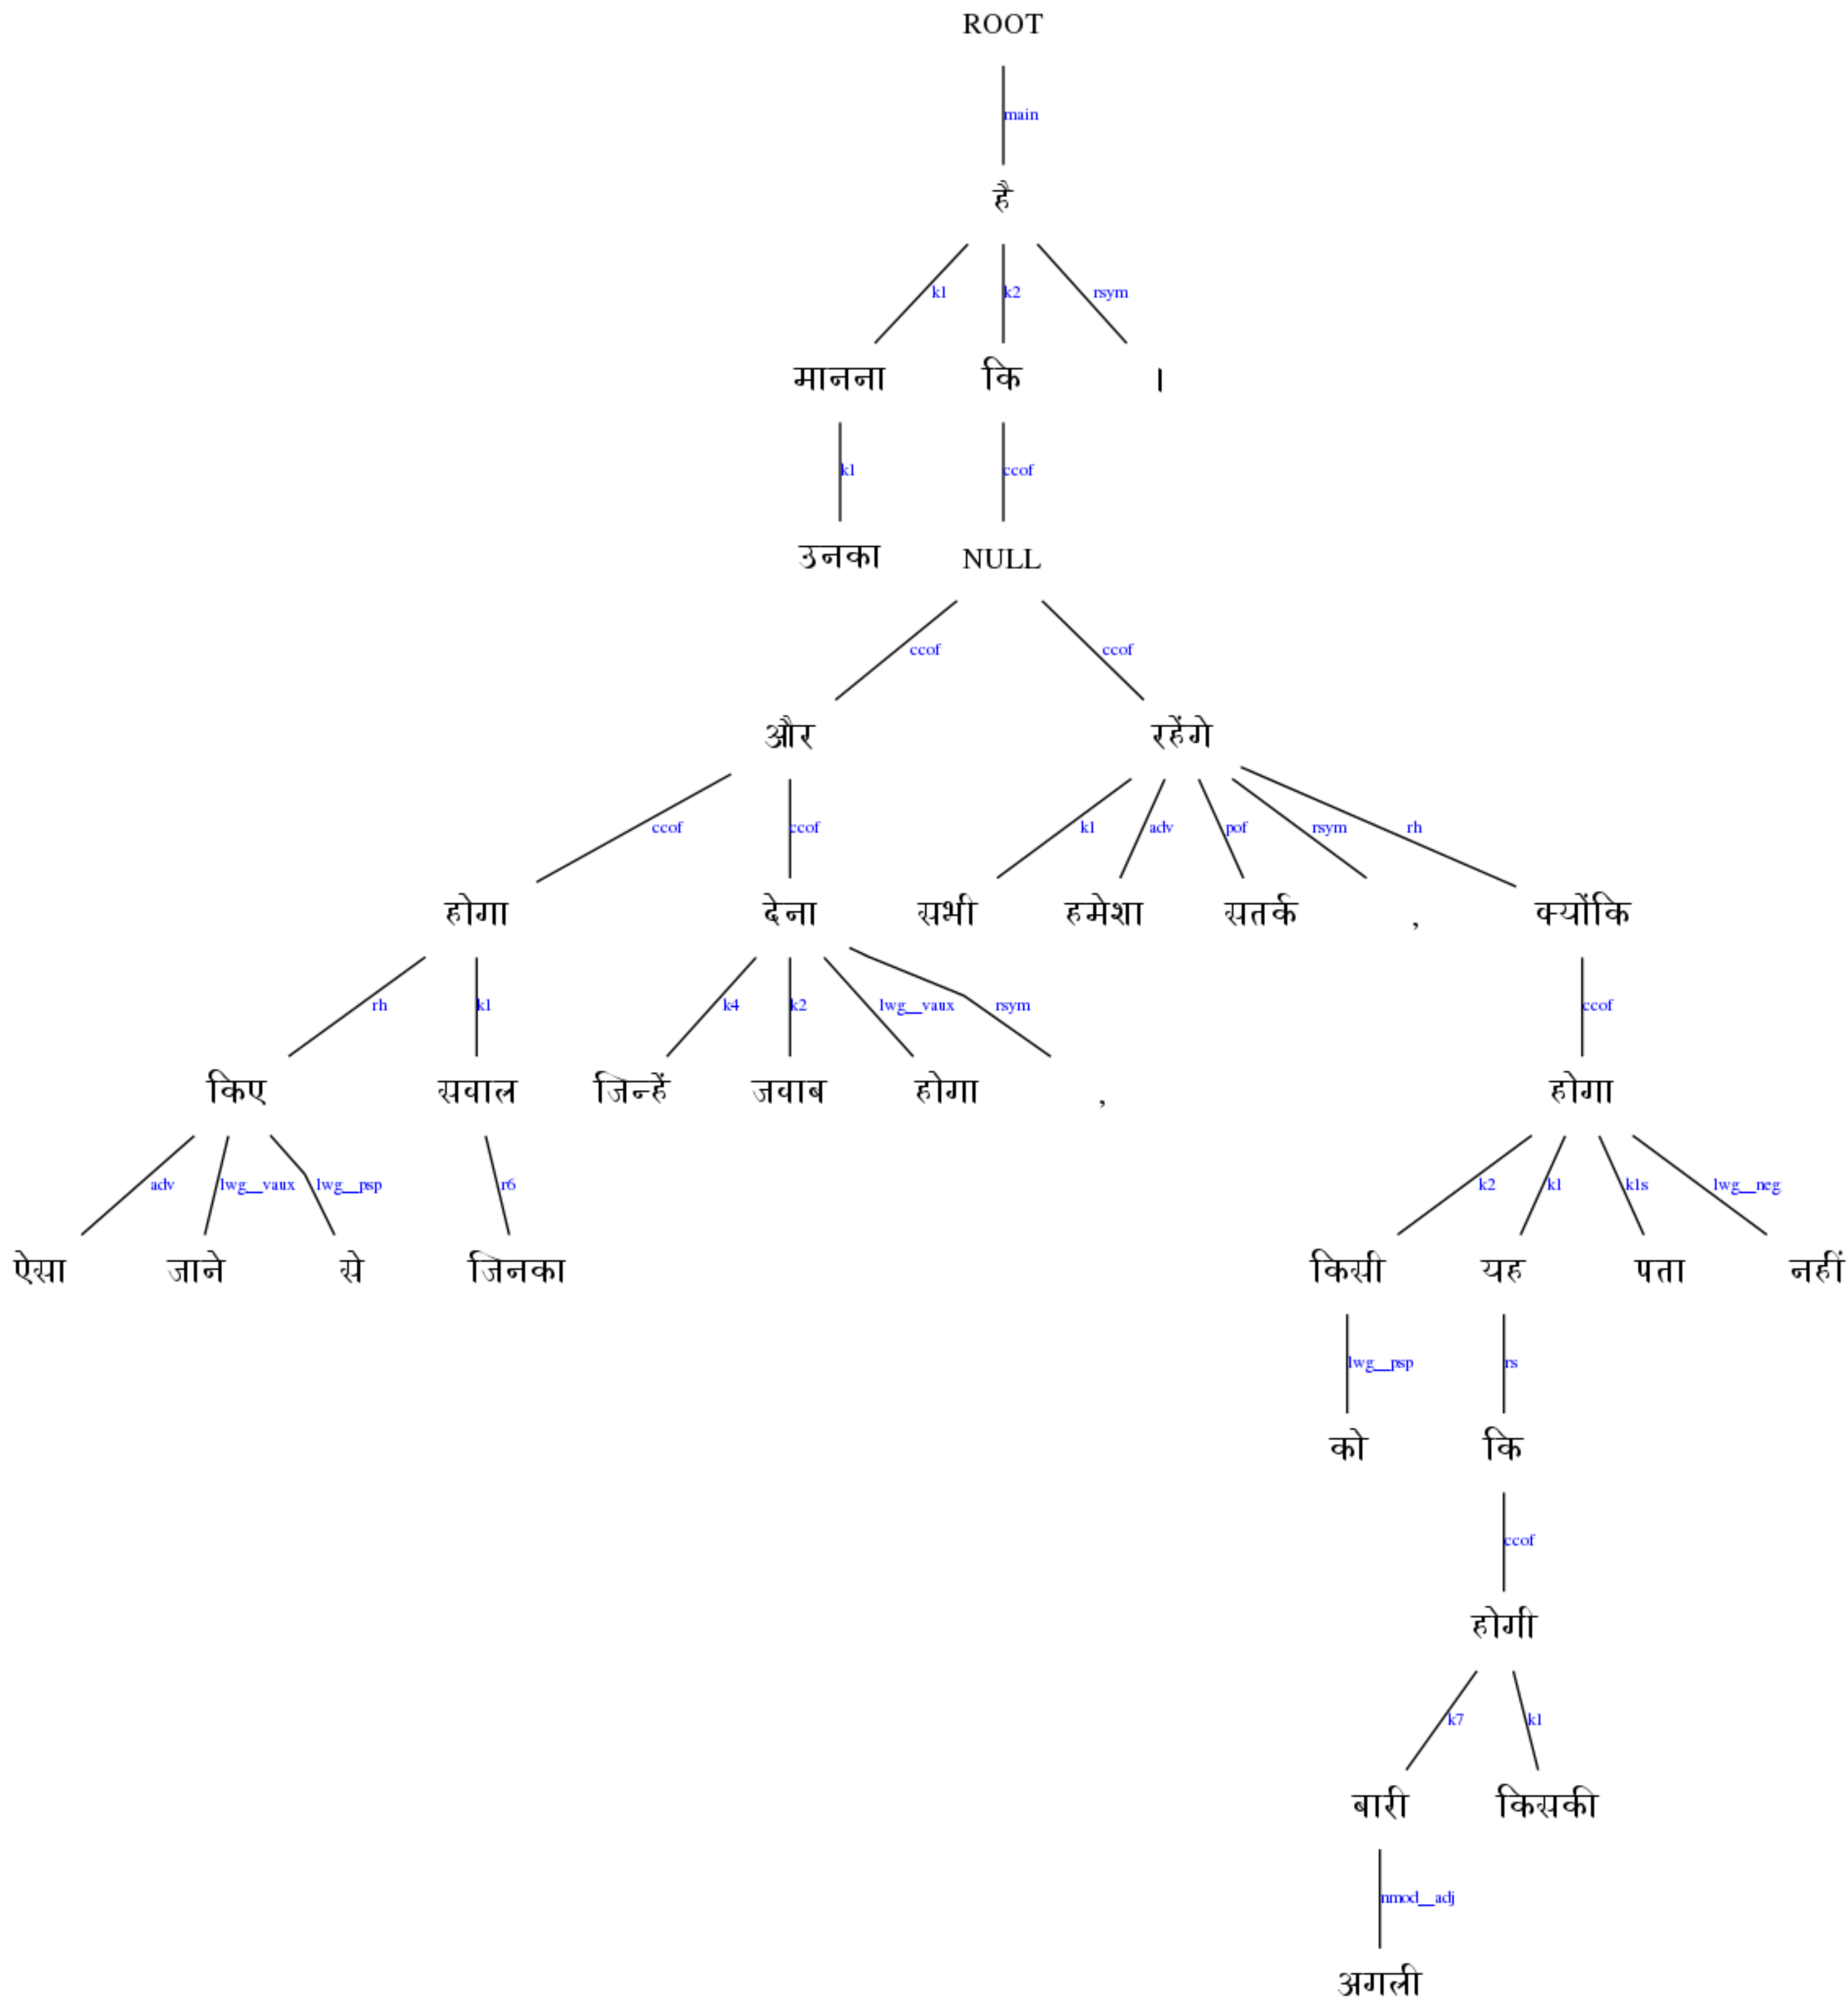 ROOT
main
है
k1 k2 rsym
मानना कि ।
k1 ccof
उनका NULL
ccof ccof
और रहेंगे
ccof ccof k1 adv pof rsym rh
होगा देना सभी हमेशा सतर्क , क्योंकि
rh k1 k4 k2 lwg__vaux rsym ccof
किए सवाल जिन्हें जवाब होगा , होगा
adv lwg__vaux lwg__psp r6 k2 k1 k1s lwg__neg
ऐसा जाने से जिनका किसी यह पता नहीं
lwg__psp rs
को कि
ccof
होगी
k7 k1
बारी किसकी
nmod__adj
अगली